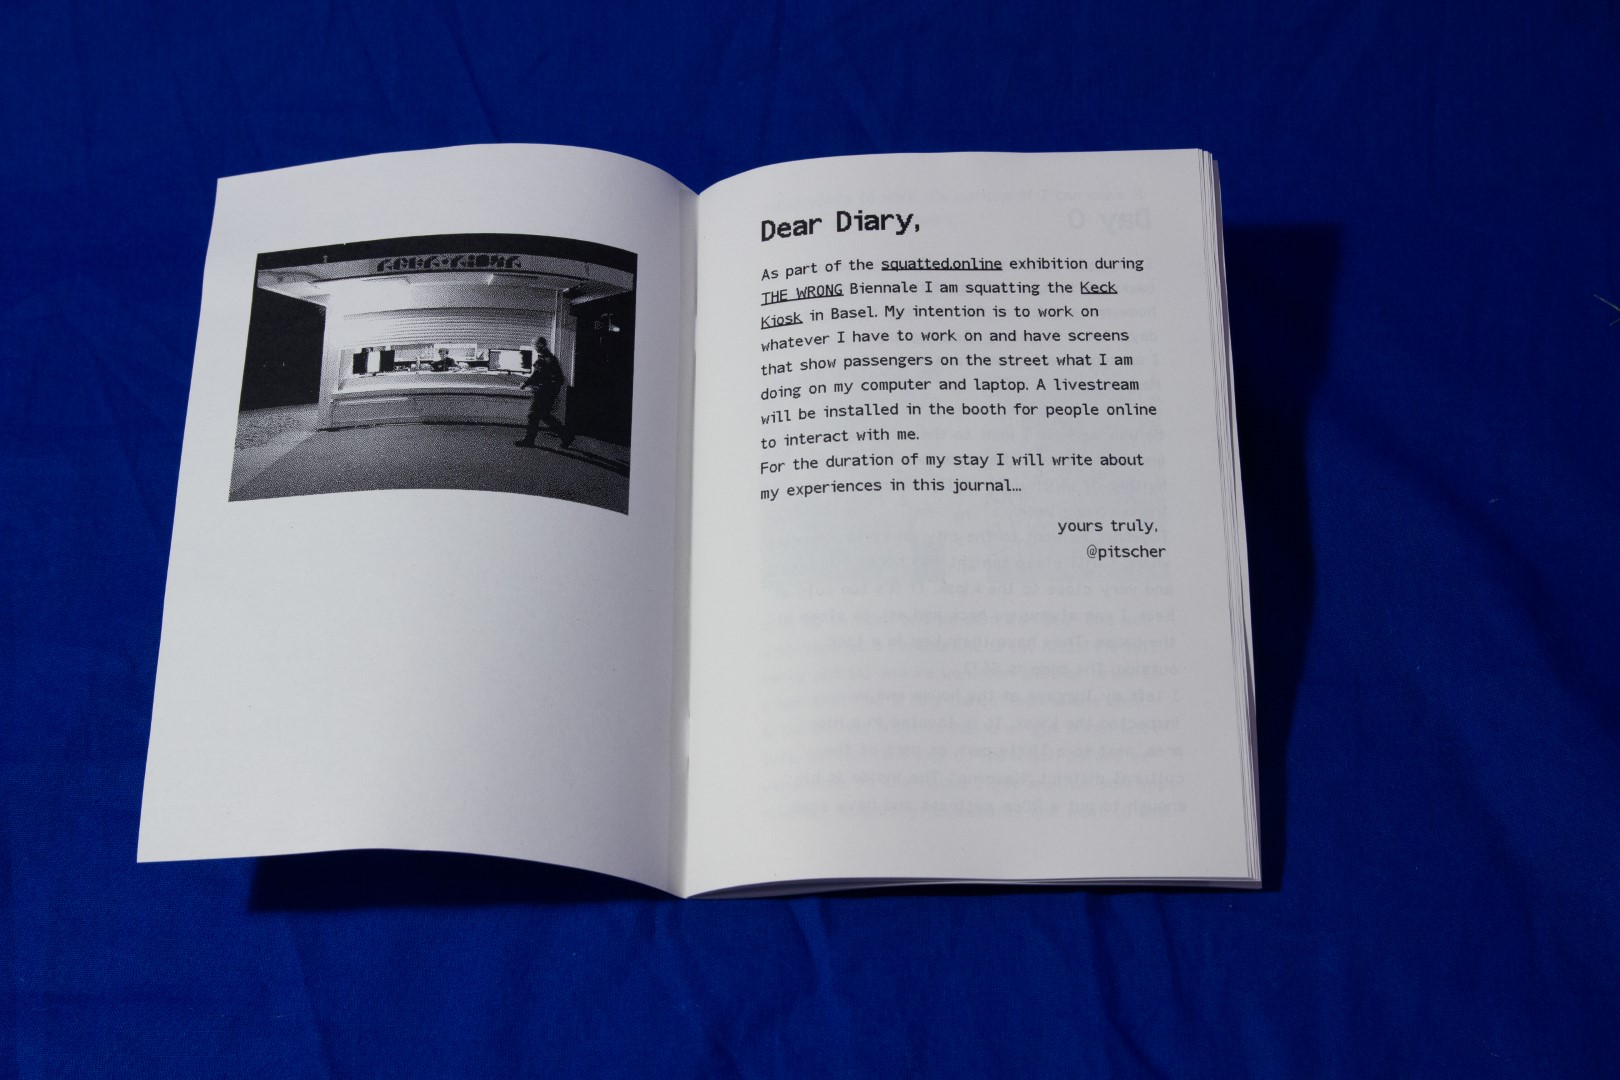 KECK·KIOSK
Dear Diary,
As part of the squatted.online exhibition during
THE WRONG Biennale I am squatting the Keck
Kiosk in Basel. My intention is to work on
whatever I have to work on and have screens
that show passengers on the street what I am
doing on my computer and laptop. A livestream
will be installed in the booth for people online
to interact with me.
For the duration of my stay I will write about
my experiences in this journal...
yours truly,
@pitscher
Day 0